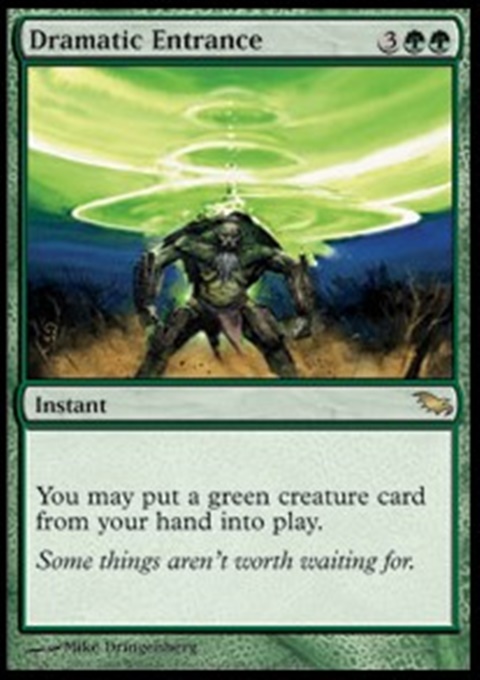 Dramatic Entrance 3
Instant
You may put a green creature card
from your hand into play.
Some things aren't worth waiting for.
Mike Dringenberg